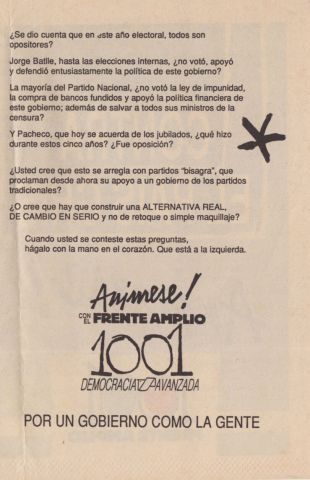 ¿Se dio cuenta que en este año electoral, todos son
opositores?
Jorge Batlle, hasta las elecciones internas, ¿no votó, apoyó
y defendió entusiastamente la política de este gobierno?
La mayoría del Partido Nacional, ¿no votó la ley de impunidad,
la compra de bancos fundidos y apoyó la política financiera de
este gobierno; además de salvar a todos sus ministros de la
censura?
Y Pacheco, que hoy se acuerda de los jubilados, ¿qué hizo
durante estos cinco años? ¿Fue oposición?
¿Usted cree que esto se arregla con partidos "bisagra", que
proclaman desde ahora su apoyo a un gobierno de los partidos
tradicionales?
¿O cree que hay que construir una ALTERNATIVA REAL,
DE CAMBIO EN SERIO y no de retoque o simple maquillaje?
Cuando usted se conteste estas preguntas,
hágalo con la mano en el corazón. Que está a la izquierda.
Anímese!
CON EL FRENTE AMPLIO
1001
DEMOCRACIA AVANZADA
POR UN GOBIERNO COMO LA GENTE